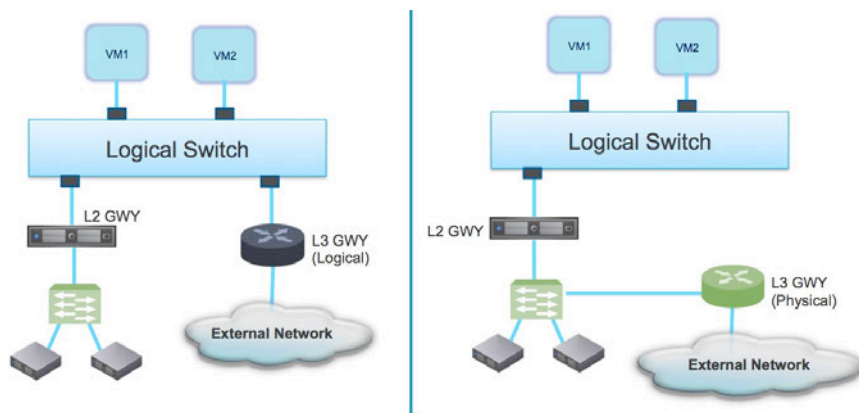 VM1
VM2
Logical Switch
L2 GWY
L3 GWY
(Logical)
External Network
VM1
VM2
Logical Switch
L2 GWY
L3 GWY
(Physical)
External Network